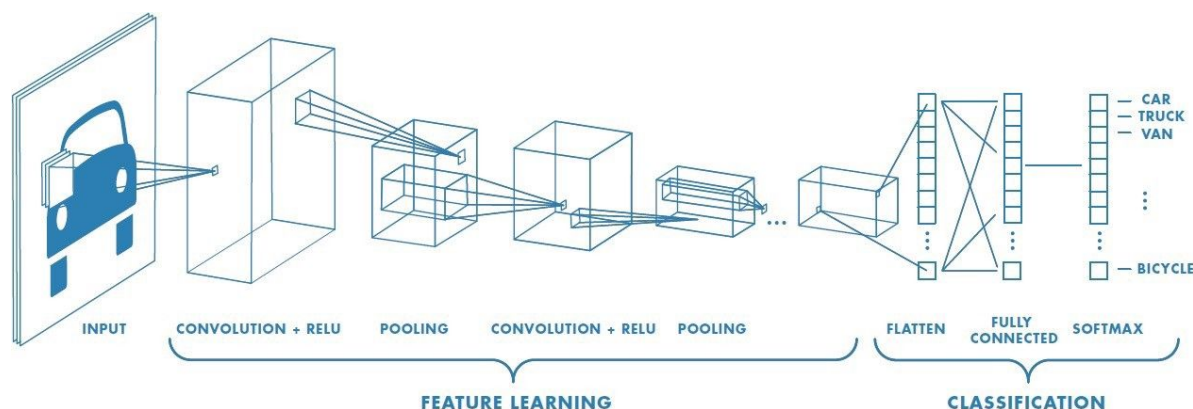 CAR
TRUCK
VAN
BICYCLE
INPUT
CONVOLUTION + RELU
POOLING
CONVOLUTION + RELU
POOLING
FLATTEN
FULLY
CONNECTED
SOFTMAX
FEATURE LEARNING
CLASSIFICATION